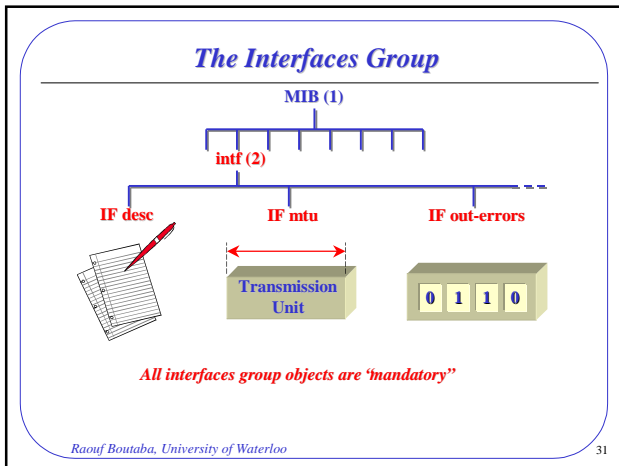 The Interfaces Group
MIB (1)
intf (2)
IF desc
IF mtu
IF out-errors
Transmission
Unit
0 1 1 0
All interfaces group objects are “mandatory”
Raouf Boutaba, University of Waterloo
31